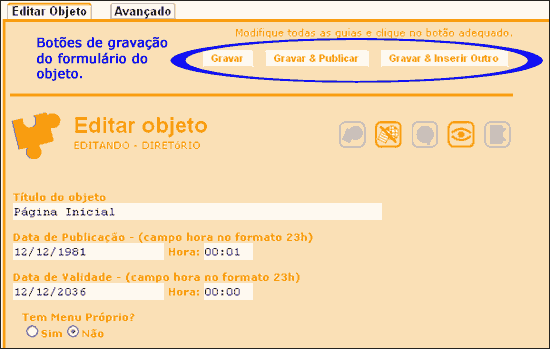 Editar Objeto
Avançado
Modifique todas as guias e clique no botão adequado.
Botões de gravação
do formulário do
objeto.
Gravar
Gravar & Publicar
Gravar & Inserir Outro
Editar objeto
EDITANDO - DIRETóRIO
Título do objeto
Página Inicial
Data de Publicação - (campo hora no formato 23h)
12/12/1981 Hora: 00:01
Data de Validade - (campo hora no formato 23h)
12/12/2036 Hora: 00:00
Tem Menu Próprio?
Sim Não